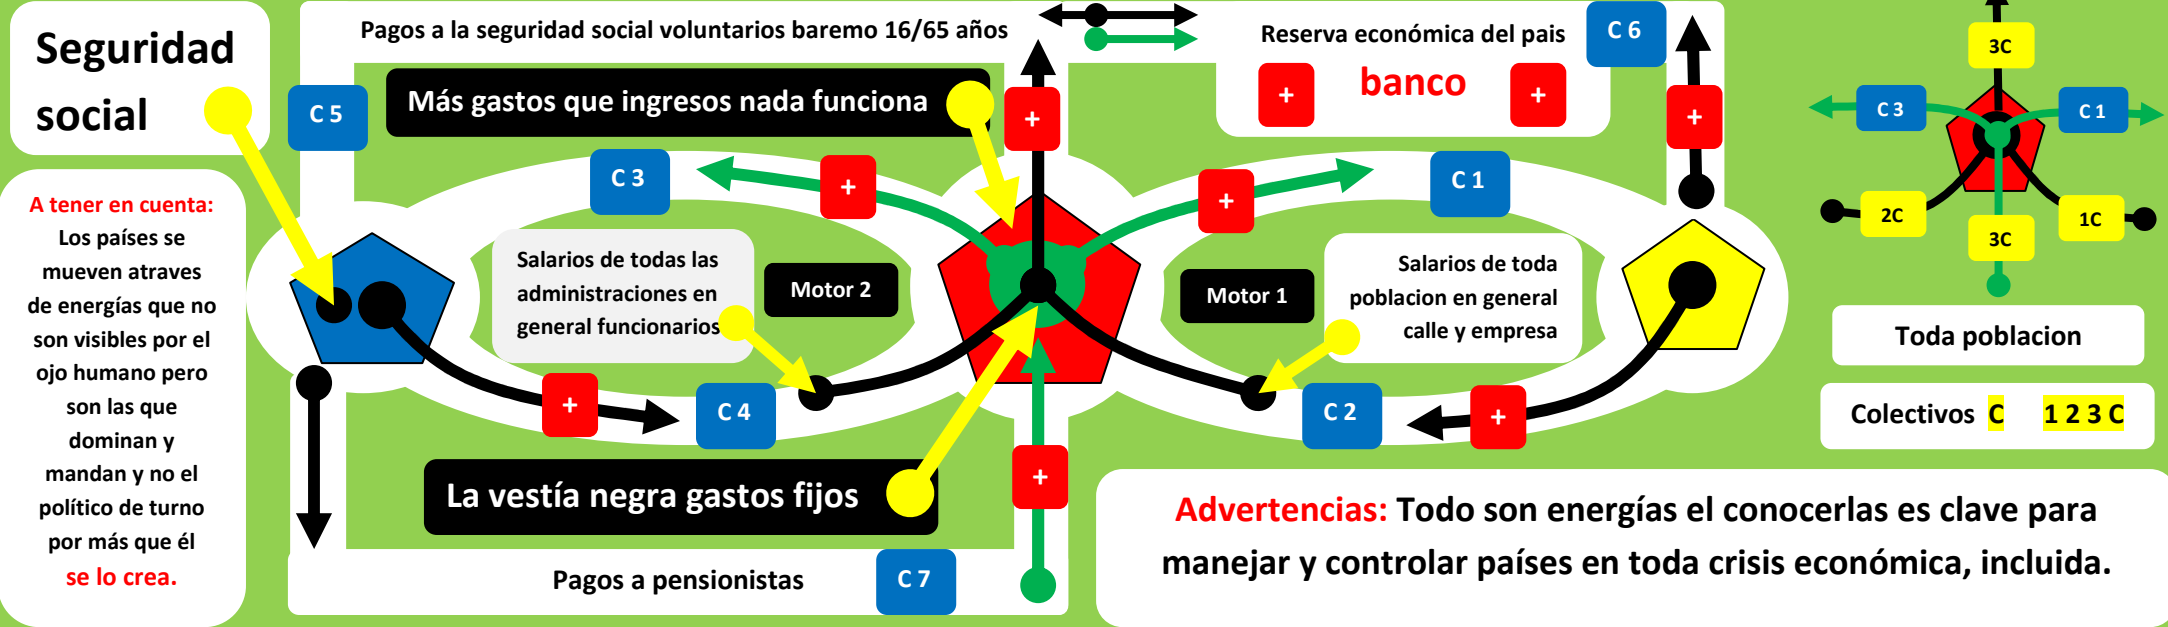 Seguridad
social
A tener en cuenta:
Los países se
mueven atraves
de energías que no
son visibles por el
ojo humano pero
son las que
dominan y
mandan y no el
político de turno
por más que él
se lo crea.
Pagos a la seguridad social voluntarios baremo 16/65 años
C 5
Más gastos que ingresos nada funciona
+
Reserva económica del pais
banco
+
+
C 6
+
C 3
+
+
C 1
Salarios de todas las
administraciones en
general funcionarios
Motor 2
Motor 1
Salarios de toda
poblacion en general
calle y empresa
+
C 4
C 2
+
La vestía negra gastos fijos
+
Pagos a pensionistas
C 7
3C
C 3
C 1
2C
3C
1C
Toda poblacion
Colectivos C 1 2 3 C
Advertencias: Todo son energías el conocerlas es clave para
manejar y controlar países en toda crisis económica, incluida.